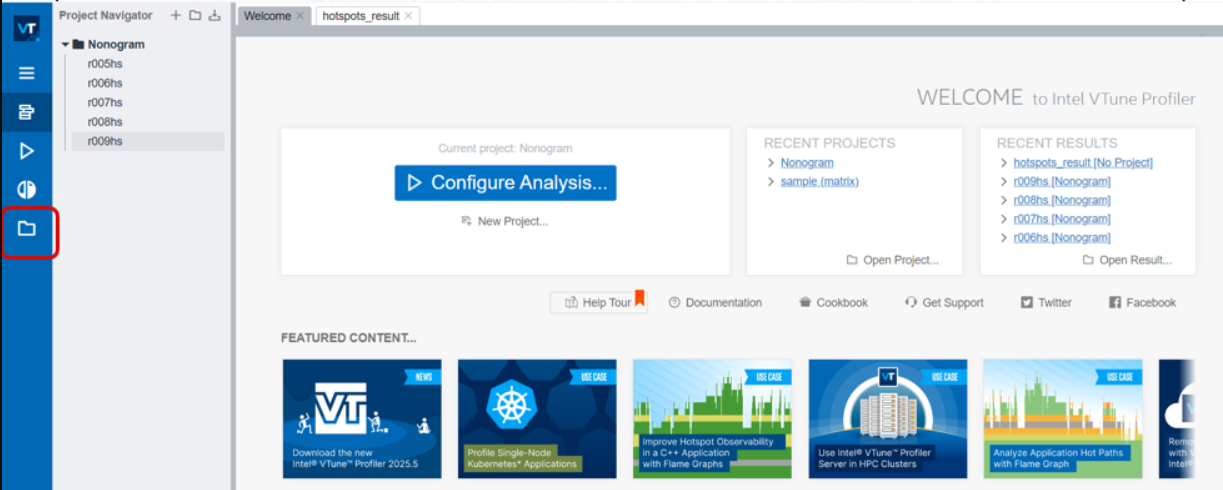 VT
Project Navigator
Welcome ×
hotspots_result ×
Nonogram
r005hs
r006hs
r007hs
r008hs
r009hs
WELCOME to Intel VTune Profiler
Current project: Nonogram
Configure Analysis...
New Project...
RECENT PROJECTS
Nonogram
sample (matrix)
Open Project...
RECENT RESULTS
hotspots_result [No Project]
r009hs [Nonogram]
r008hs [Nonogram]
r007hs [Nonogram]
r006hs [Nonogram]
Open Result...
Help Tour
Documentation
Cookbook
Get Support
Twitter
Facebook
FEATURED CONTENT...
NEWS
VT
Download the new
Intel® VTune™ Profiler 2025.5
USE CASE
Profile Single-Node
Kubernetes* Applications
USE CASE
Improve Hotspot Observability
in a C++ Application
with Flame Graphs
USE CASE
VT
Use Intel® VTune™ Profiler
Server in HPC Clusters
USE CASE
Analyze Application Hot Paths
with Flame Graph